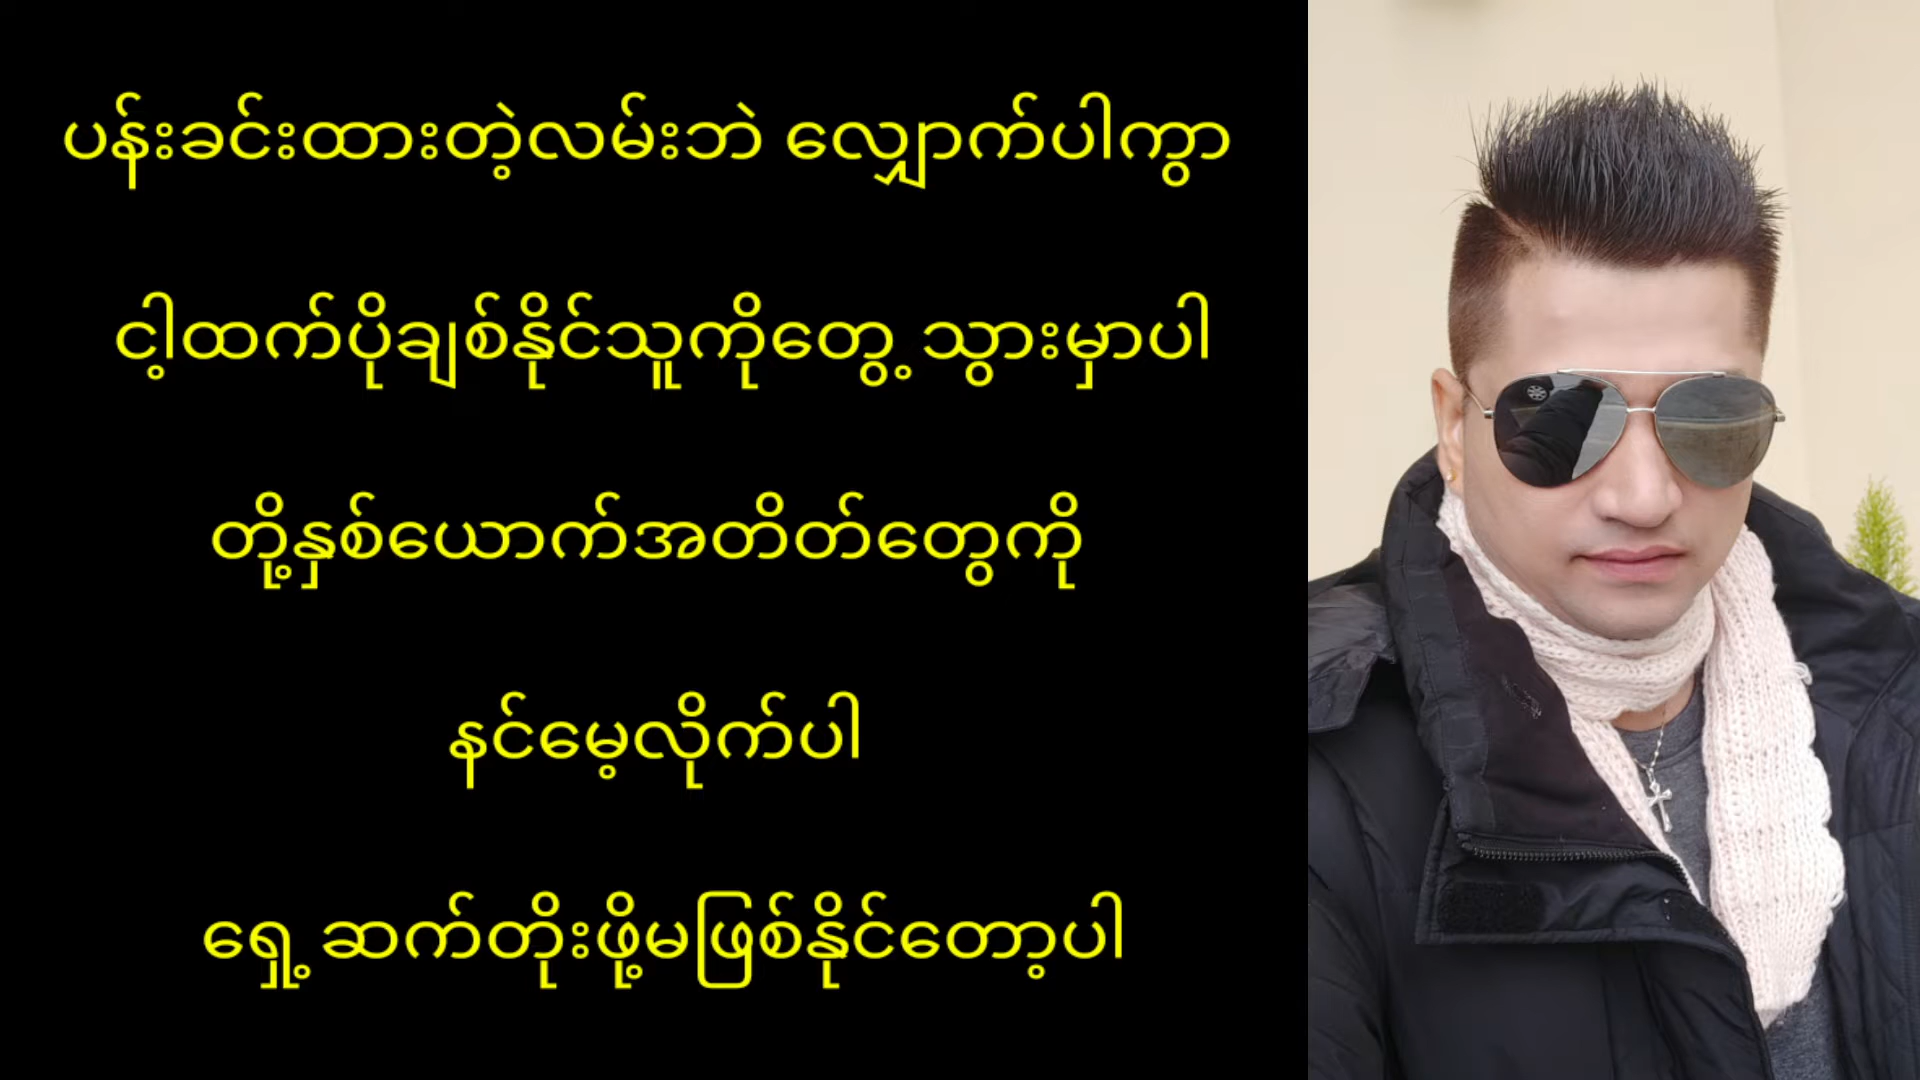 ပန်းခင်းထားတဲ့လမ်းဘဲ လျှောက်ပါကွာ
ငါ့ထက်ပိုချစ်နိုင်သူကိုတွေ့ သွားမှာပါ
တို့နှစ်ယောက်အတိတ်တွေကို
နင်မေ့လိုက်ပါ
ရှေ့ ဆက်တိုးဖို့မဖြစ်နိုင်တော့ပါ